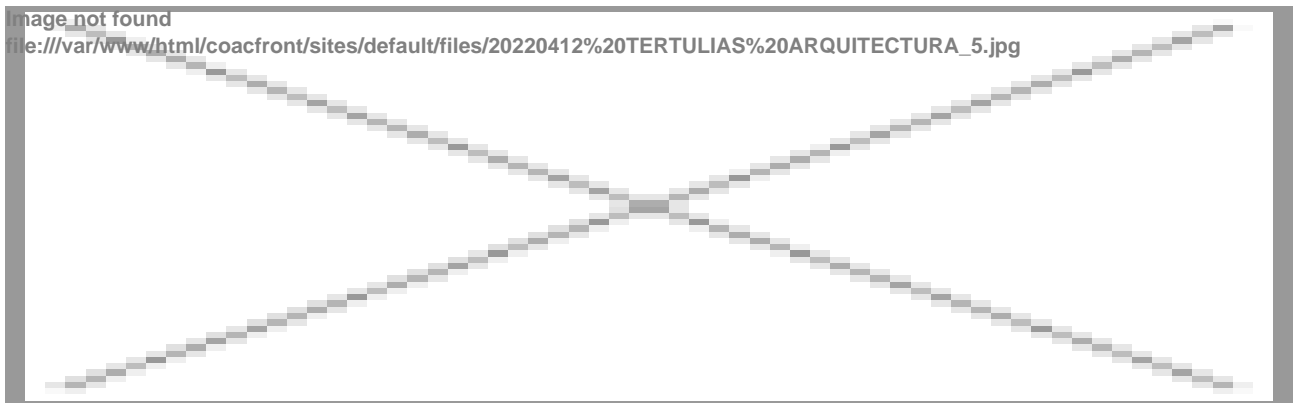 Image not found
file:///var/www/html/coacfront/sites/default/files/20220412%20TERTULIAS%20ARQUITECTURA_5.jpg